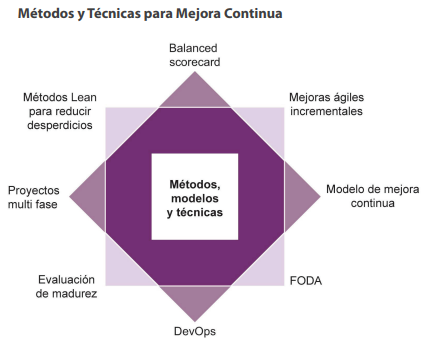 Métodos y Técnicas para Mejora Continua
Balanced
scorecard
Métodos Lean
para reducir
desperdicios
Mejoras ágiles
incrementales
Proyectos
multi fase
Métodos,
modelos
y técnicas
Modelo de mejora
continua
Evaluación
de madurez
FODA
DevOps